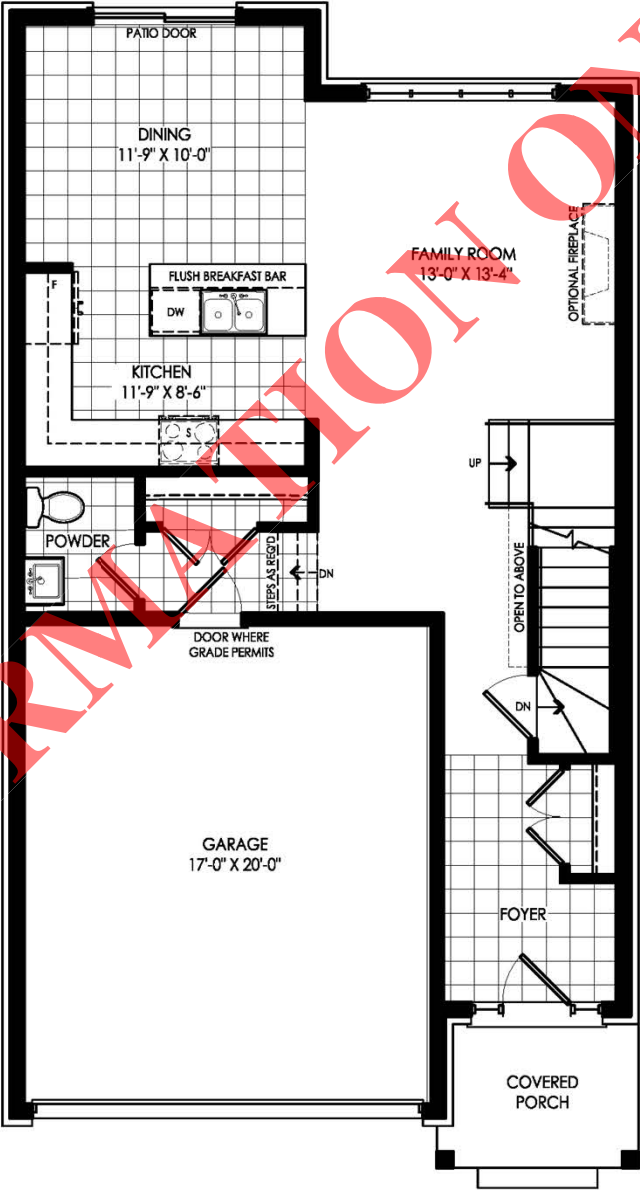 PATIO DOOR
DINING
11'-9" X 10'-0"
FAMILY ROOM
13'-0" X 13'-4"
OPTIONAL FIREPLACE
F
FLUSH BREAKFAST BAR
DW
KITCHEN
11'-9" X 8'-6"
S
UP
POWDER
STEPS AS REQ'D
DN
OPEN TO ABOVE
DOOR WHERE
GRADE PERMITS
DN
GARAGE
17'-0" X 20'-0"
FOYER
COVERED
PORCH
RMATION ON